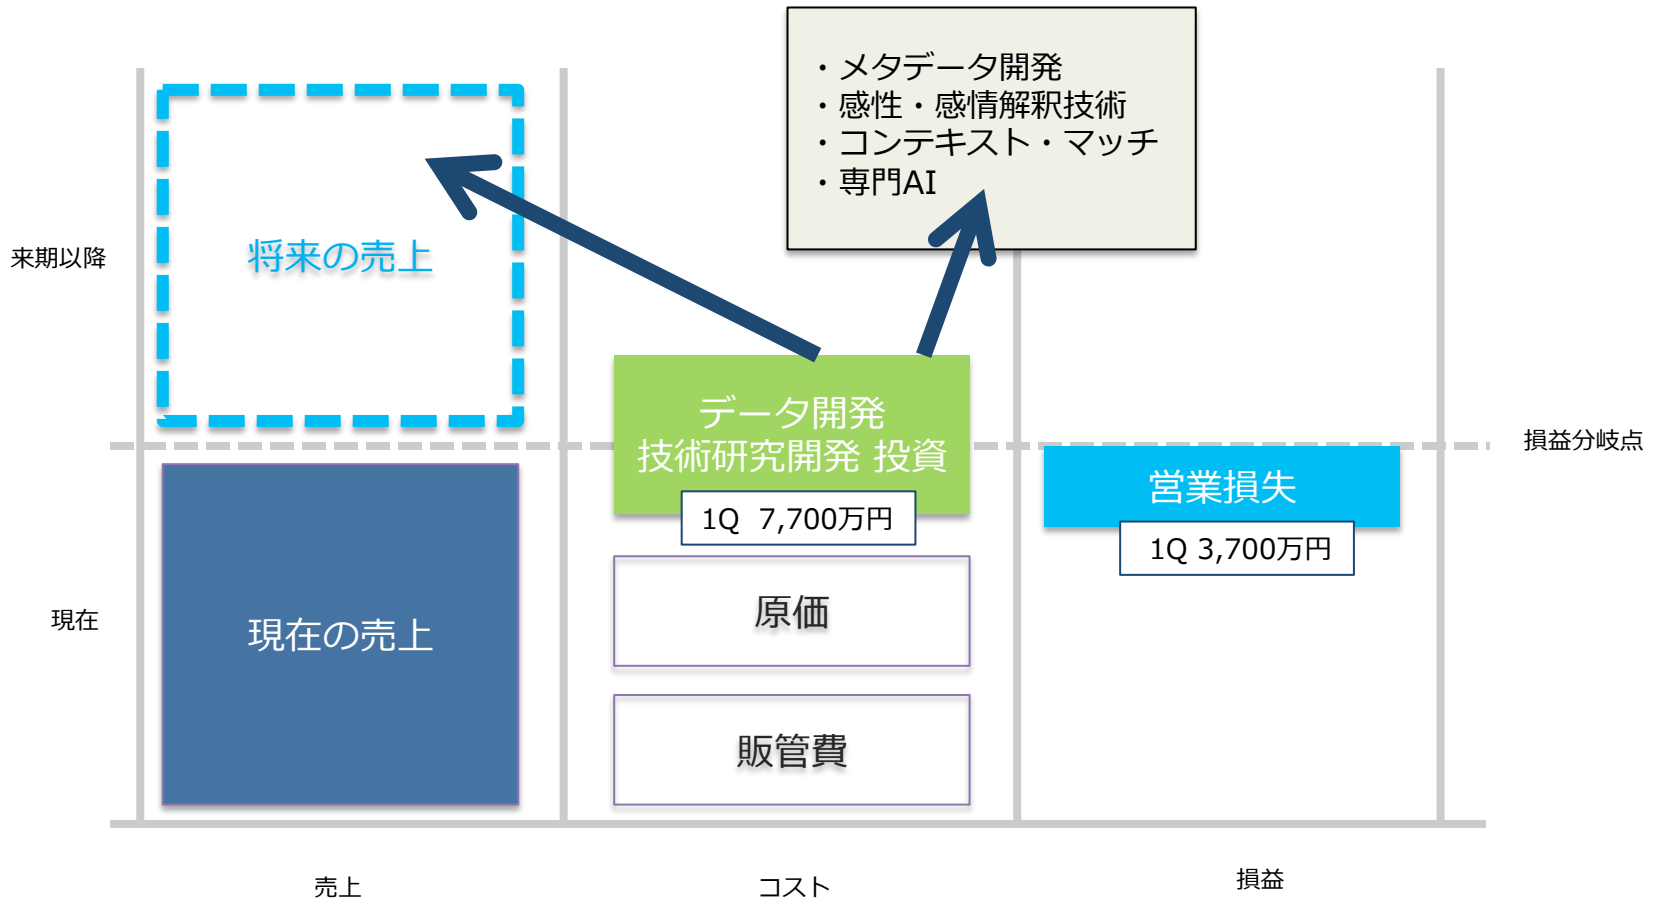 ・メタデータ開発
・感性・感情解釈技術
・コンテキスト・マッチ
・専門AI
来期以降
将来の売上
データ開発
技術研究開発 投資
1Q 7,700万円
損益分岐点
営業損失
1Q 3,700万円
現在
現在の売上
原価
販管費
売上
コスト
損益